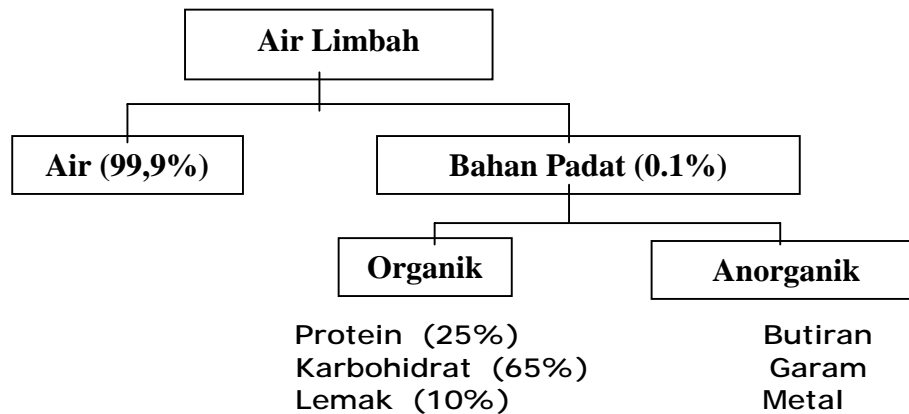 Air Limbah
Air (99,9%)
Bahan Padat (0.1%)
Organik
Anorganik
Protein (25%)
Karbohidrat (65%)
Lemak (10%)
Butiran
Garam
Metal